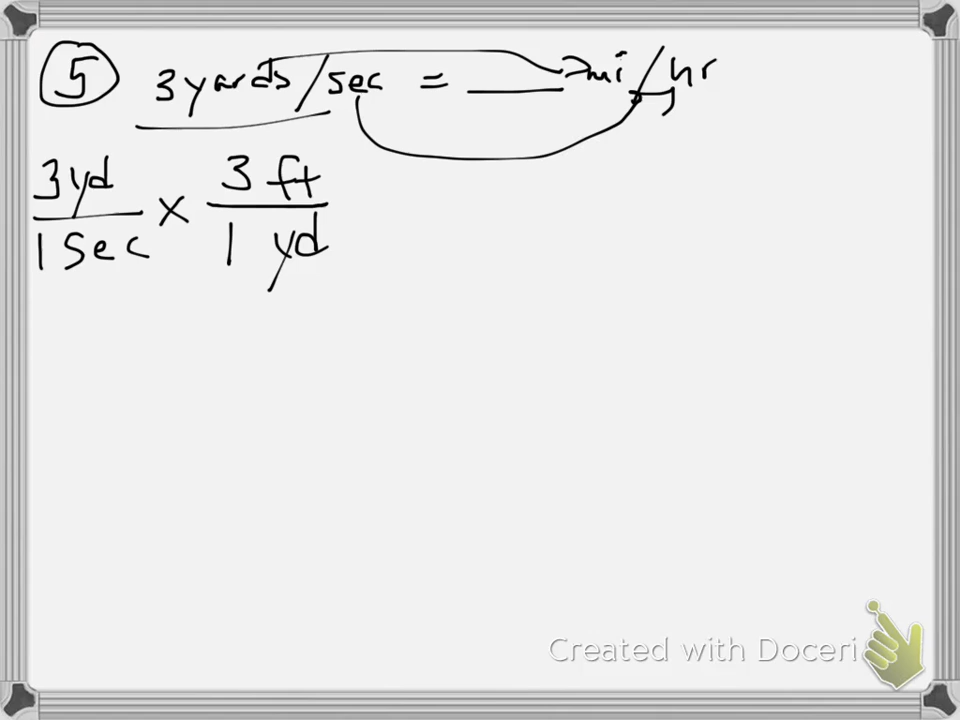 5 3 yards/sec = ____ mi/hr
3 yd / 1 sec × 3 ft / 1 yd
Created with Doceri